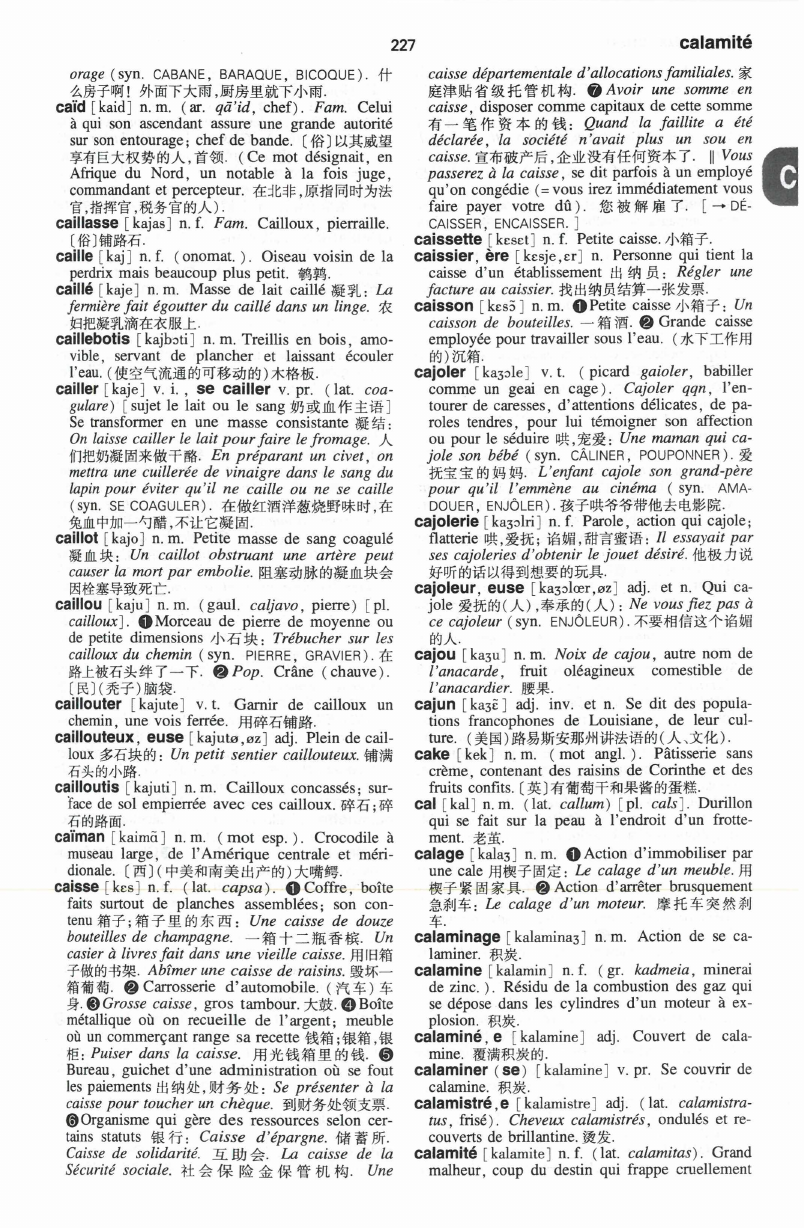 227
calamité
orage (syn. CABANE, BARAQUE, BICOQUE). 什
么房子啊! 外面下大雨,厨房里就下小雨.
caïd [kaid] n. m. (ar. qā'id, chef). Fam. Celui
à qui son ascendant assure une grande autorité
sur son entourage; chef de bande. 〔俗〕以其威望
享有巨大权势的人,首领. (Ce mot désignait, en
Afrique du Nord, un notable à la fois juge,
commandant et percepteur. 在北非,原指同时为法
官,指挥官,税务官的人).
caillasse [kajas] n. f. Fam. Cailloux, pierraille.
〔俗〕铺路石.
caille [kaj] n. f. (onomat.). Oiseau voisin de la
perdrix mais beaucoup plus petit. 鹌鹑.
caillé [kaje] n. m. Masse de lait caillé 凝乳: La
fermière fait égoutter du caillé dans un linge. 农
妇把凝乳滴在衣服上.
caillebotis [kajbɔti] n. m. Treillis en bois, amo-
vible, servant de plancher et laissant écouler
l'eau. (使空气流通的可移动的)木格板.
cailler [kaje] v. i., se cailler v. pr. (lat. coa-
gulare) [sujet le lait ou le sang 奶或血作主语]
Se transformer en une masse consistante 凝结:
On laisse cailler le lait pour faire le fromage. 人
们把奶凝固来做干酪. En préparant un civet, on
mettra une cuillerée de vinaigre dans le sang du
lapin pour éviter qu'il ne caille ou ne se caille
(syn. SE COAGULER). 在做红酒洋葱烧野味时,在
兔血中加一勺醋,不让它凝固.
caillot [kajo] n. m. Petite masse de sang coagulé
凝血块: Un caillot obstruant une artère peut
causer la mort par embolie. 阻塞动脉的凝血块会
因栓塞导致死亡.
caillou [kaju] n. m. (gaul. caljavo, pierre) [pl.
cailloux]. ❶Morceau de pierre de moyenne ou
de petite dimensions 小石块: Trébucher sur les
cailloux du chemin (syn. PIERRE, GRAVIER). 在
路上被石头绊了一下. ❷Pop. Crâne (chauve).
〔民〕(秃子)脑袋.
caillouter [kajute] v. t. Garnir de cailloux un
chemin, une vois ferrée. 用碎石铺路.
caillouteux, euse [kajutø,øz] adj. Plein de cail-
loux 多石块的: Un petit sentier caillouteux. 铺满
石头的小路.
cailloutis [kajuti] n. m. Cailloux concassés; sur-
face de sol empierrée avec ces cailloux. 碎石;碎
石的路面.
caïman [kaimɑ̃] n. m. (mot esp.). Crocodile à
museau large, de l'Amérique centrale et méri-
dionale. 〔西〕(中美和南美出产的)大嘴鳄.
caisse [kɛs] n. f. (lat. capsa). ❶Coffre, boîte
faits surtout de planches assemblées; son con-
tenu 箱子;箱子里的东西: Une caisse de douze
bouteilles de champagne. 一箱十二瓶香槟. Un
casier à livres fait dans une vieille caisse. 用旧箱
子做的书架. Abîmer une caisse de raisins. 毁坏一
箱葡萄. ❷Carrosserie d'automobile. (汽车)车
身. ❸Grosse caisse, gros tambour. 大鼓. ❹Boîte
métallique où on recueille de l'argent; meuble
où un commerçant range sa recette 钱箱;银箱,银
柜: Puiser dans la caisse. 用光钱箱里的钱. ❺
Bureau, guichet d'une administration où se fout
les paiements 出纳处,财务处: Se présenter à la
caisse pour toucher un chèque. 到财务处领支票.
❻Organisme qui gère des ressources selon cer-
tains statuts 银行: Caisse d'épargne. 储蓄所.
Caisse de solidarité. 互助会. La caisse de la
Sécurité sociale. 社会保险金保管机构. Une
caisse départementale d'allocations familiales. 家
庭津贴省级托管机构. ❼Avoir une somme en
caisse, disposer comme capitaux de cette somme
有一笔作资本的钱: Quand la faillite a été
déclarée, la société n'avait plus un sou en
caisse. 宣布破产后,企业没有任何资本了. ‖ Vous
passerez à la caisse, se dit parfois à un employé
qu'on congédie (= vous irez immédiatement vous
faire payer votre dû). 您被解雇了. [→DÉ-
CAISSER, ENCAISSER.]
caissette [kɛsɛt] n. f. Petite caisse. 小箱子.
caissier, ère [kɛsje,ɛr] n. Personne qui tient la
caisse d'un établissement 出纳员: Régler une
facture au caissier. 找出纳员结算一张发票.
caisson [kɛsɔ̃] n. m. ❶Petite caisse 小箱子: Un
caisson de bouteilles. 一箱酒. ❷Grande caisse
employée pour travailler sous l'eau. (水下工作用
的)沉箱.
cajoler [kaʒɔle] v. t. (picard gaioler, babiller
comme un geai en cage). Cajoler qqn, l'en-
tourer de caresses, d'attentions délicates, de pa-
roles tendres, pour lui témoigner son affection
ou pour le séduire 哄,宠爱: Une maman qui ca-
jole son bébé (syn. CÂLINER, POUPONNER). 爱
抚宝宝的妈妈. L'enfant cajole son grand-père
pour qu'il l'emmène au cinéma (syn. AMA-
DOUER, ENJÔLER). 孩子哄爷爷带他去电影院.
cajolerie [kaʒɔlri] n. f. Parole, action qui cajole;
flatterie 哄,爱抚; 谄媚,甜言蜜语: Il essayait par
ses cajoleries d'obtenir le jouet désiré. 他极力说
好听的话以得到想要的玩具.
cajoleur, euse [kaʒɔlœr,øz] adj. et n. Qui ca-
jole 爱抚的(人),奉承的(人): Ne vous fiez pas à
ce cajoleur (syn. ENJÔLEUR). 不要相信这个谄媚
的人.
cajou [kaʒu] n. m. Noix de cajou, autre nom de
l'anacarde, fruit oléagineux comestible de
l'anacardier. 腰果.
cajun [kaʒɛ̃] adj. inv. et n. Se dit des popula-
tions francophones de Louisiane, de leur cul-
ture. (美国)路易斯安那州讲法语的(人、文化).
cake [kek] n. m. (mot angl.). Pâtisserie sans
crème, contenant des raisins de Corinthe et des
fruits confits. 〔英〕有葡萄干和果酱的蛋糕.
cal [kal] n. m. (lat. callum) [pl. cals]. Durillon
qui se fait sur la peau à l'endroit d'un frotte-
ment. 老茧.
calage [kalaʒ] n. m. ❶Action d'immobiliser par
une cale 用楔子固定: Le calage d'un meuble. 用
楔子紧固家具. ❷Action d'arrêter brusquement
急刹车: Le calage d'un moteur. 摩托车突然刹
车.
calaminage [kalaminaʒ] n. m. Action de se ca-
laminer. 积炭.
calamine [kalamin] n. f. (gr. kadmeia, minerai
de zinc.). Résidu de la combustion des gaz qui
se dépose dans les cylindres d'un moteur à ex-
plosion. 积炭.
calaminé, e [kalamine] adj. Couvert de cala-
mine. 覆满积炭的.
calaminer (se) [kalamine] v. pr. Se couvrir de
calamine. 积炭.
calamistré,e [kalamistre] adj. (lat. calamistra-
tus, frisé). Cheveux calamistrés, ondulés et re-
couverts de brillantine. 烫发.
calamité [kalamite] n. f. (lat. calamitas). Grand
malheur, coup du destin qui frappe cruellement
C